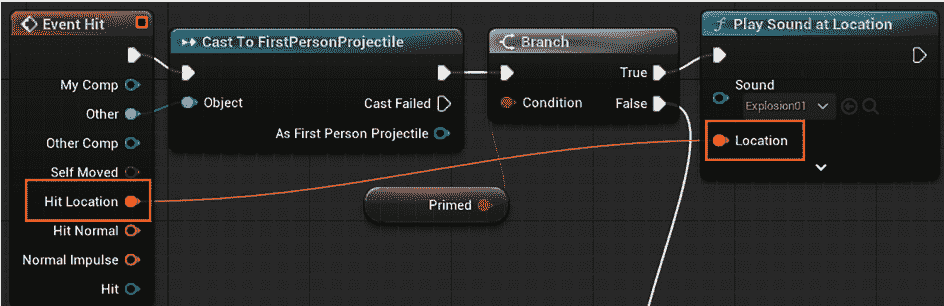 Event Hit
My Comp
Other
Other Comp
Self Moved
Hit Location
Hit Normal
Normal Impulse
Hit
Cast To FirstPersonProjectile
Object
Cast Failed
As First Person Projectile
Branch
True
Condition
False
Primed
f Play Sound at Location
Sound
Explosion01
Location